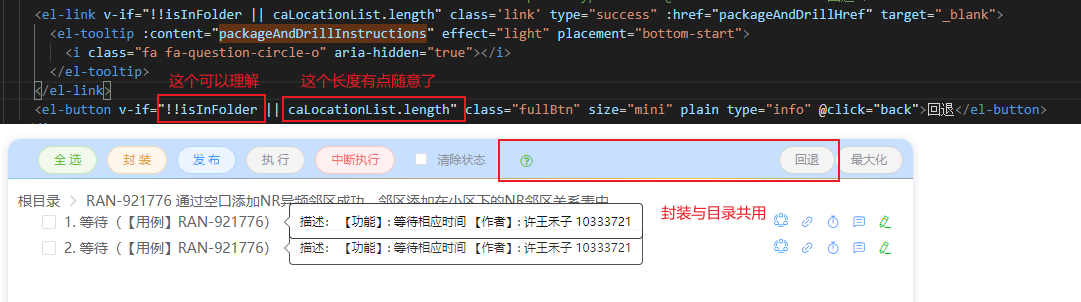 <el-link v-if="!!isInFolder || caLocationList.length" class='link' type="success" :href="packageAndDrillHref" target="_blank">
<el-tooltip :content="packageAndDrillInstructions" effect="light" placement="bottom-start">
<i class="fa fa-question-circle-o" aria-hidden="true"></i>
</el-tooltip>
</el-link>
这个可以理解 这个长度有点随意了
<el-button v-if="!!isInFolder || caLocationList.length" class="fullBtn" size="mini" plain type="info" @click="back">回退</el-button>
全选 封装 发布 执行 中断执行 清除状态 ? 回退 最大化
根目录 > RAN-921776 通过空口添加NR异频邻区成功，邻区添加在小区下的NR邻区关系表中
封装与目录共用
1. 等待（【用例】RAN-921776） 描述： 【功能】: 等待相应时间 【作者】: 许王禾子 10333721
2. 等待（【用例】RAN-921776） 描述： 【功能】: 等待相应时间 【作者】: 许王禾子 10333721